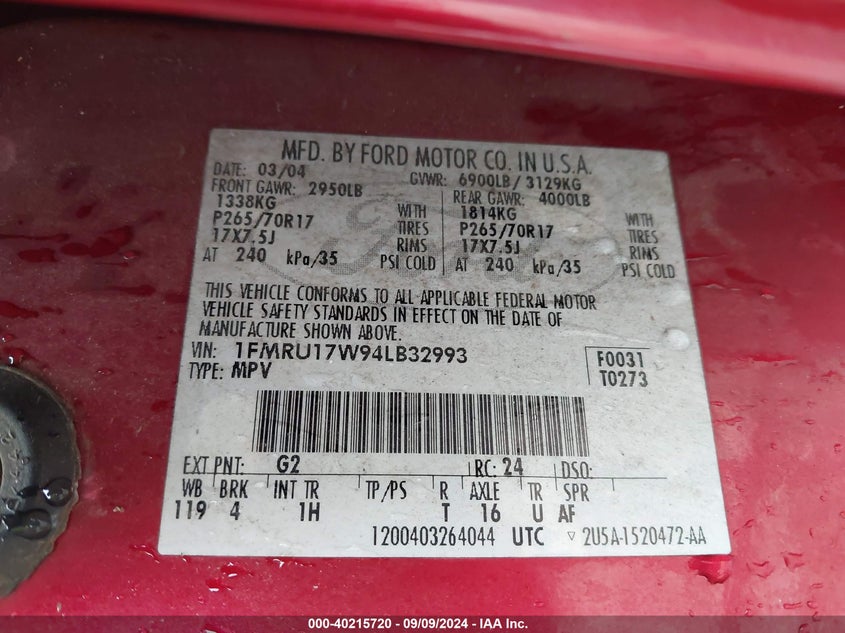 MFD. BY FORD MOTOR CO. IN U.S.A.
DATE: 03/04 GVWR: 6900LB / 3129KG
FRONT GAWR: 2950LB REAR GAWR: 4000LB
1338KG WITH 1814KG WITH
P265/70R17 TIRES P265/70R17 TIRES
17X7.5J RIMS 17X7.5J RIMS
AT 240 kPa/35 PSI COLD AT 240 kPa/35 PSI COLD
THIS VEHICLE CONFORMS TO ALL APPLICABLE FEDERAL MOTOR
VEHICLE SAFETY STANDARDS IN EFFECT ON THE DATE OF
MANUFACTURE SHOWN ABOVE.
VIN: 1FMRU17W94LB32993 F0031
TYPE: MPV T0273
EXT PNT: G2 RC: 24 DSO:
WB BRK INT TR TP/PS R AXLE TR SPR
119 4 1H T 16 U AF
1200403264044 UTC ▽ 2U5A-1520472-AA
000-40215720 - 09/09/2024 - IAA Inc.